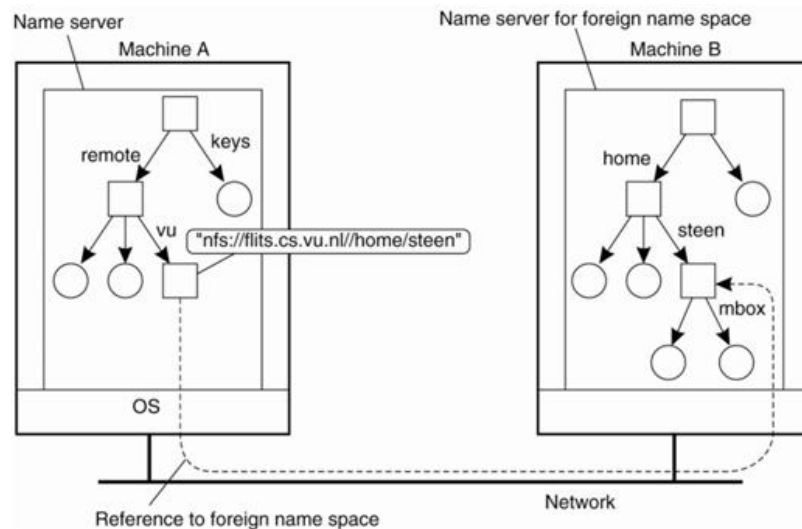 Name server
Name server for foreign name space
Machine A
Machine B
keys
remote
home
vu
"nfs://flits.cs.vu.nl//home/steen"
steen
mbox
OS
Network
Reference to foreign name space